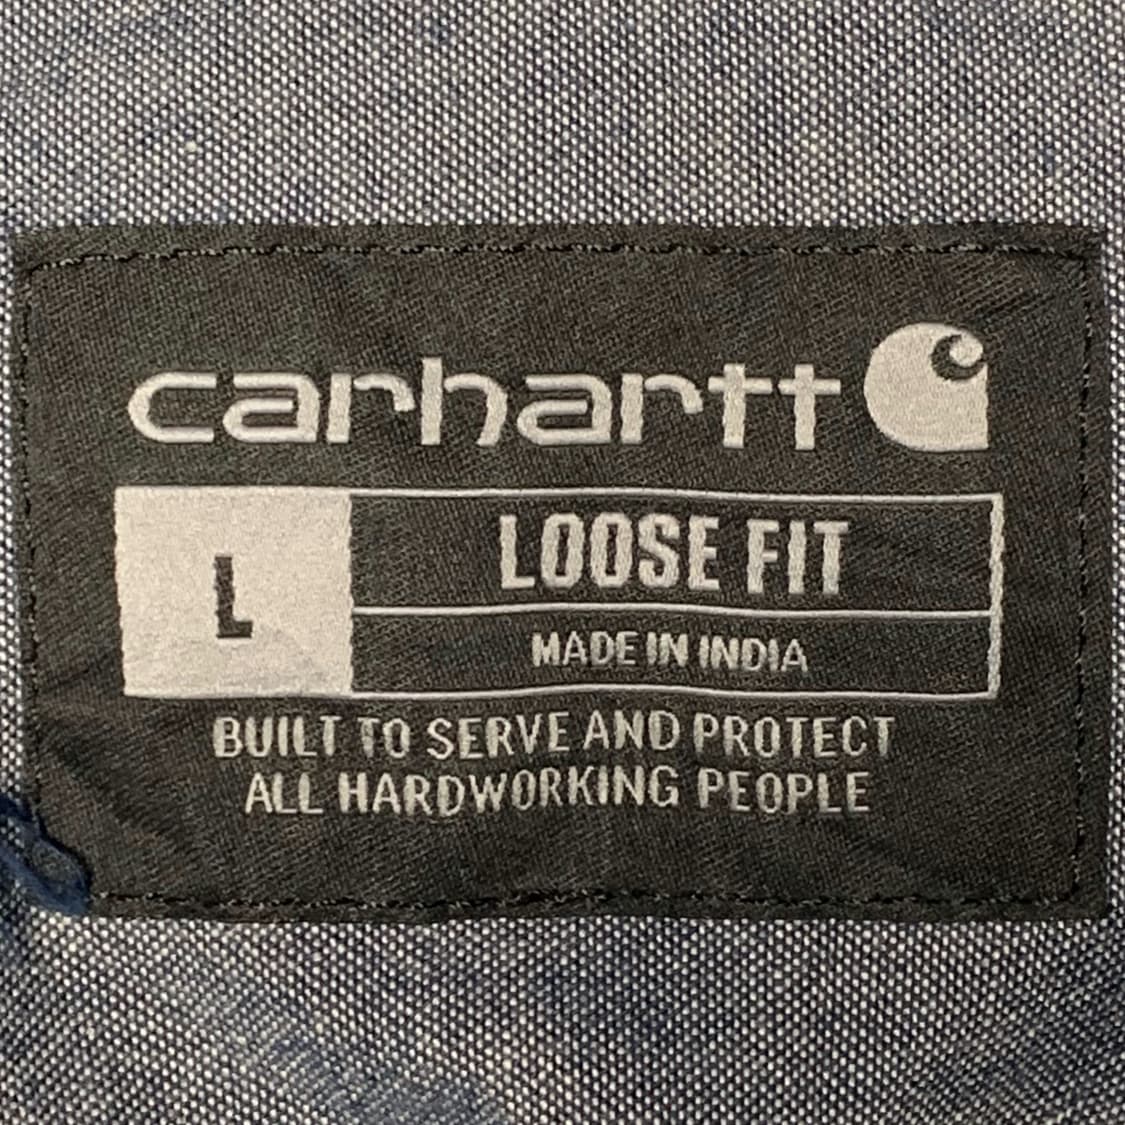 carhartt
L
LOOSE FIT
MADE IN INDIA
BUILT TO SERVE AND PROTECT
ALL HARDWORKING PEOPLE